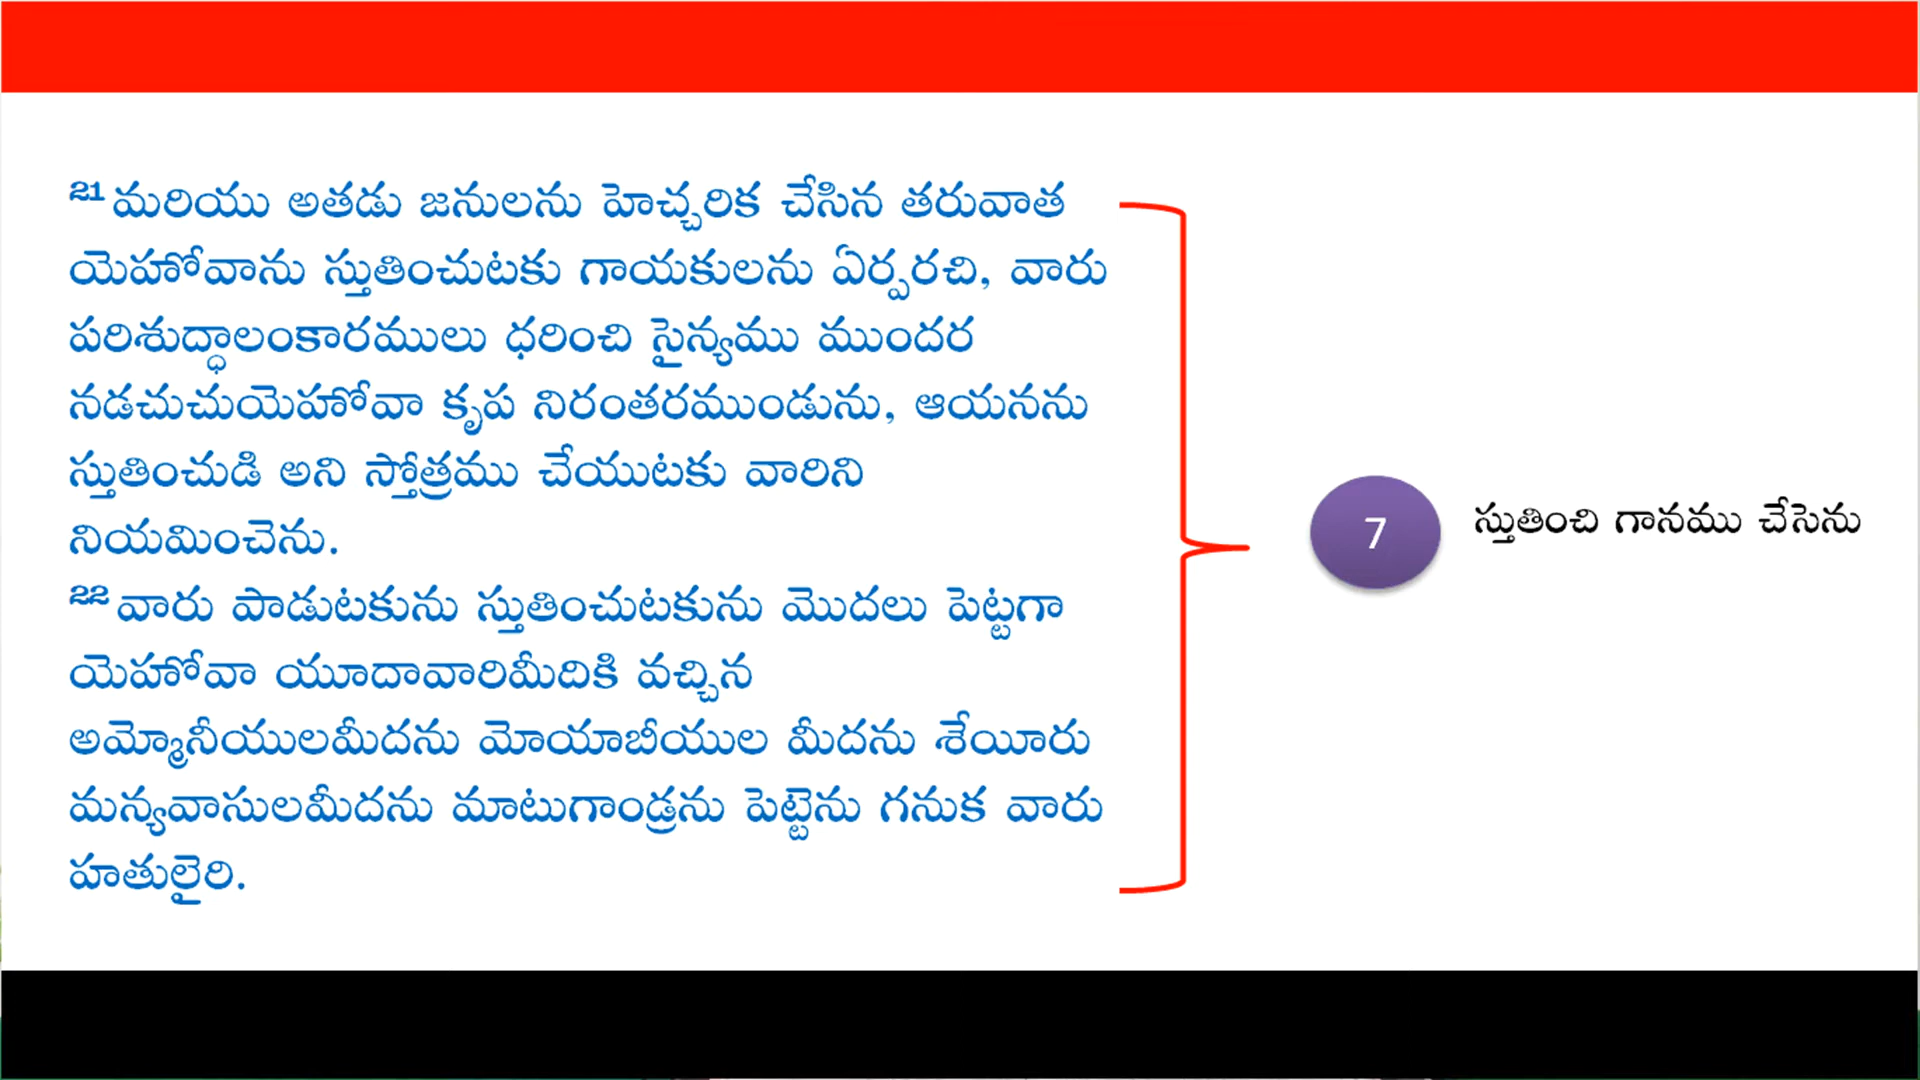 21 మరియు అతడు జనులను హెచ్చరిక చేసిన తరువాత
యెహోవాను స్తుతించుటకు గాయకులను ఏర్పరచి, వారు
పరిశుద్ధాలంకారములు ధరించి సైన్యము ముందర
నడచుచుయెహోవా కృప నిరంతరముండును, ఆయనను
స్తుతించుడి అని స్తోత్రము చేయుటకు వారిని
నియమించెను.
22 వారు పాడుటకును స్తుతించుటకును మొదలు పెట్టగా
యెహోవా యూదావారిమీదికి వచ్చిన
అమ్మోనీయులమీదను మోయాబీయుల మీదను శేయీరు
మన్యవాసులమీదను మాటుగాండ్రను పెట్టెను గనుక వారు
హతులైరి.
7 స్తుతించి గానము చేసెను